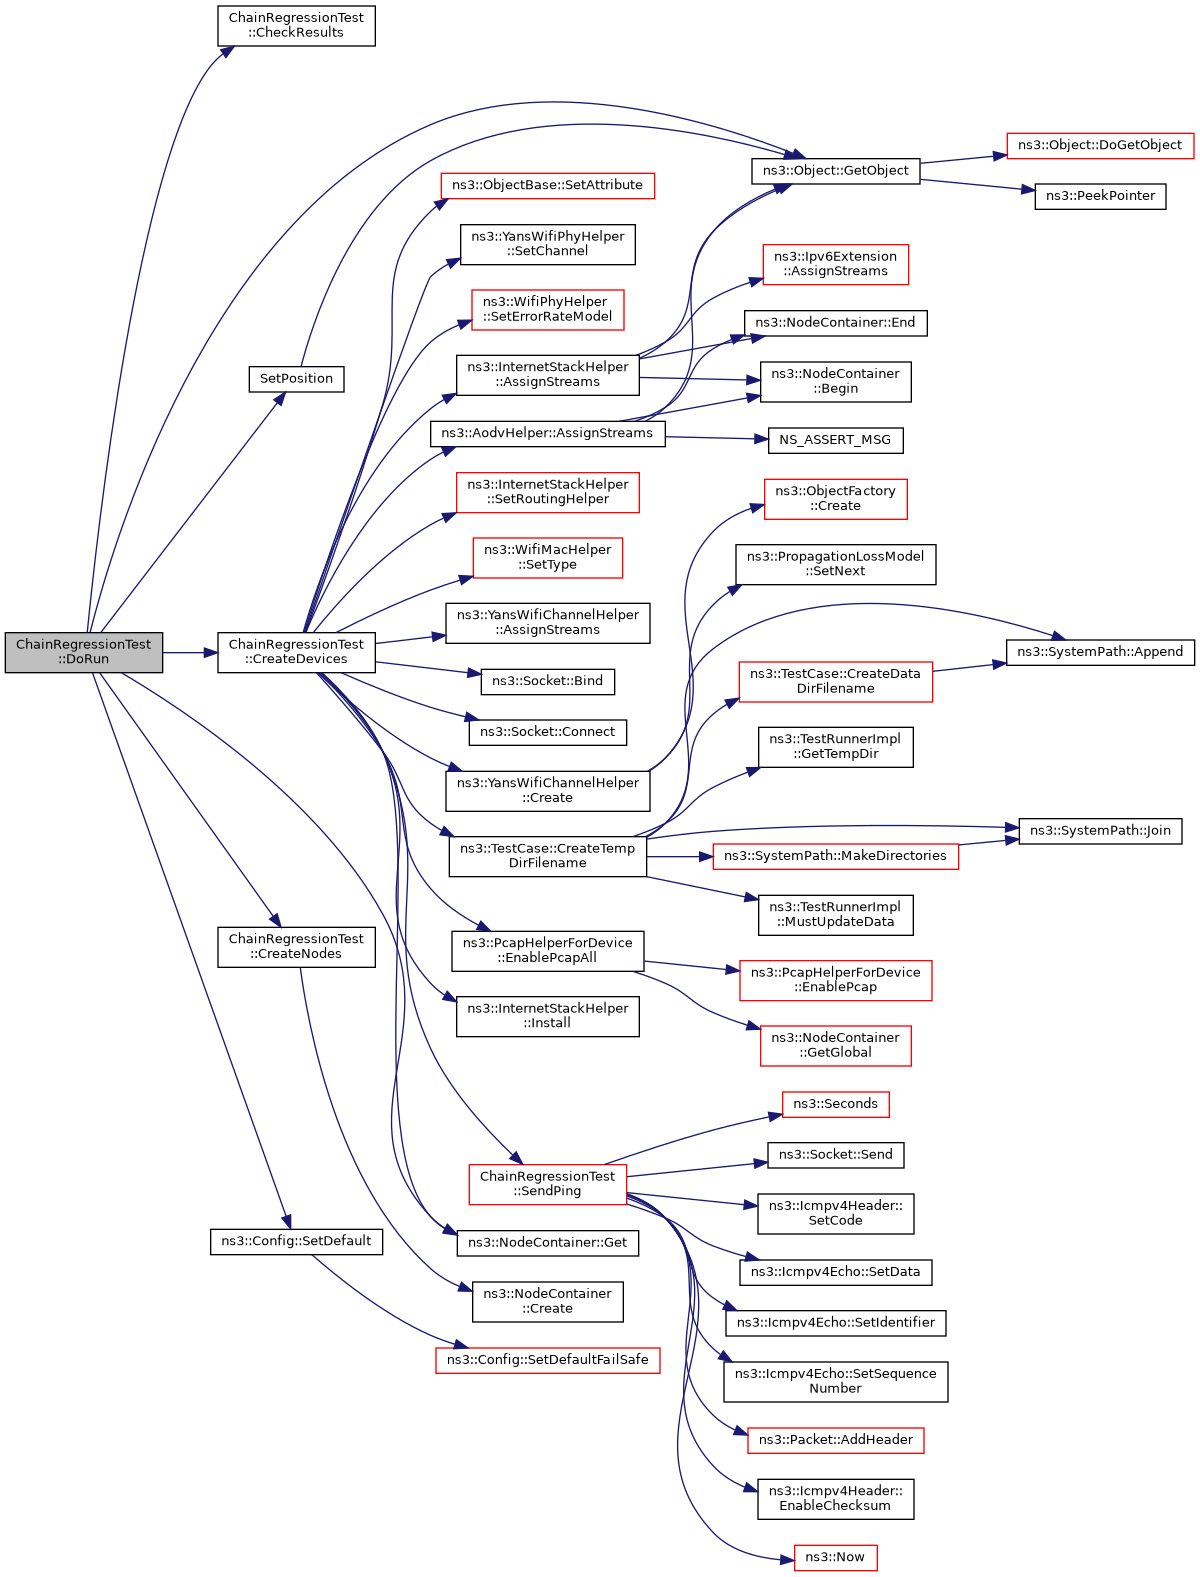 ChainRegressionTest
::CheckResults
ns3::Object::DoGetObject
ns3::Object::GetObject
ns3::PeekPointer
ns3::ObjectBase::SetAttribute
ns3::YansWifiPhyHelper
::SetChannel
ns3::Ipv6Extension
::AssignStreams
ns3::WifiPhyHelper
::SetErrorRateModel
ns3::NodeContainer::End
SetPosition
ns3::InternetStackHelper
::AssignStreams
ns3::NodeContainer
::Begin
ns3::AodvHelper::AssignStreams
NS_ASSERT_MSG
ns3::InternetStackHelper
::SetRoutingHelper
ns3::ObjectFactory
::Create
ns3::WifiMacHelper
::SetType
ns3::PropagationLossModel
::SetNext
ChainRegressionTest
::DoRun
ChainRegressionTest
::CreateDevices
ns3::YansWifiChannelHelper
::AssignStreams
ns3::SystemPath::Append
ns3::Socket::Bind
ns3::TestCase::CreateData
DirFilename
ns3::Socket::Connect
ns3::TestRunnerImpl
::GetTempDir
ns3::YansWifiChannelHelper
::Create
ns3::SystemPath::Join
ns3::TestCase::CreateTemp
DirFilename
ns3::SystemPath::MakeDirectories
ns3::TestRunnerImpl
::MustUpdateData
ChainRegressionTest
::CreateNodes
ns3::PcapHelperForDevice
::EnablePcapAll
ns3::PcapHelperForDevice
::EnablePcap
ns3::InternetStackHelper
::Install
ns3::NodeContainer
::GetGlobal
ns3::Seconds
ns3::Socket::Send
ChainRegressionTest
::SendPing
ns3::Icmpv4Header::
SetCode
ns3::Config::SetDefault
ns3::NodeContainer::Get
ns3::Icmpv4Echo::SetData
ns3::NodeContainer
::Create
ns3::Icmpv4Echo::SetIdentifier
ns3::Config::SetDefaultFailSafe
ns3::Icmpv4Echo::SetSequence
Number
ns3::Packet::AddHeader
ns3::Icmpv4Header::
EnableChecksum
ns3::Now